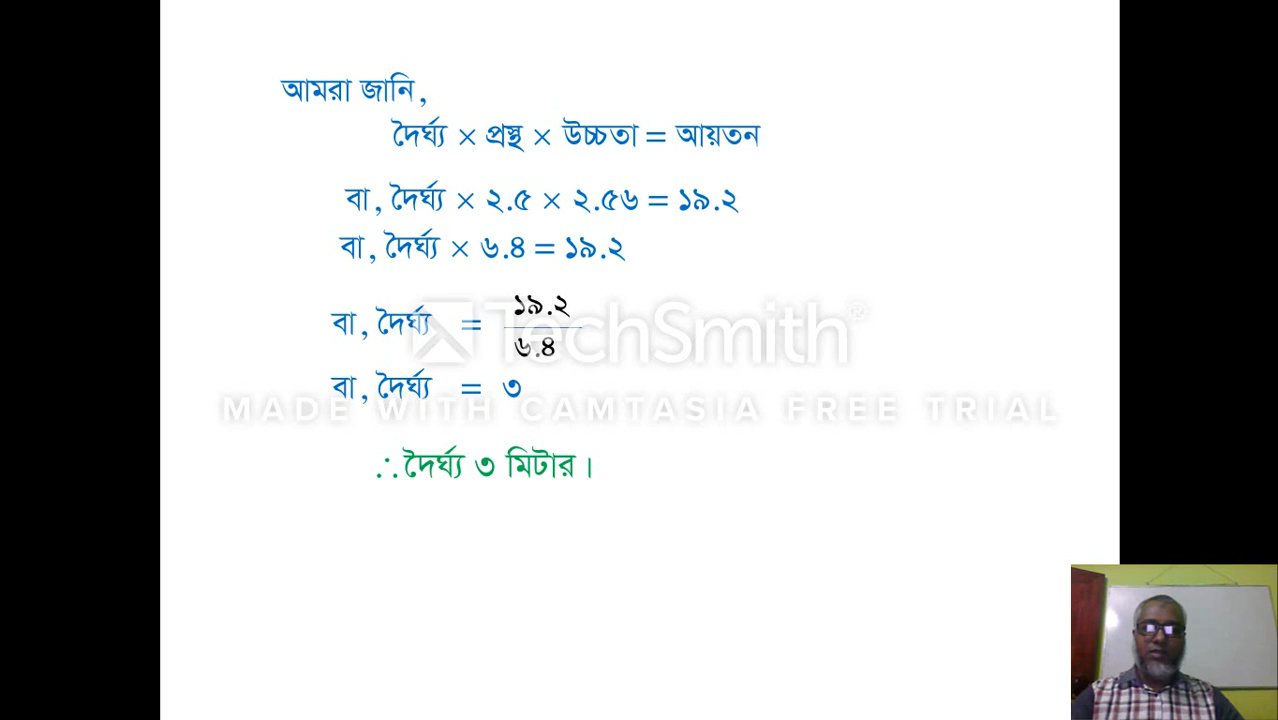 আমরা জানি,
দৈর্ঘ্য × প্রস্থ × উচ্চতা = আয়তন
বা, দৈর্ঘ্য × ২.৫ × ২.৫৬ = ১৯.২
বা, দৈর্ঘ্য × ৬.৪ = ১৯.২
বা, দৈর্ঘ্য = ১৯.২ / ৬.৪
বা, দৈর্ঘ্য = ৩
∴ দৈর্ঘ্য ৩ মিটার।
TechSmith®
MADE WITH CAMTASIA FREE TRIAL